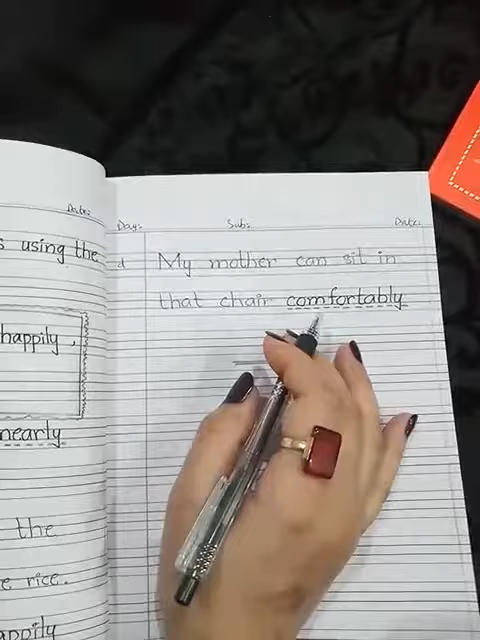 Date:
s using the
happily,
nearly
the
e rice.
appily
Day: Sub: Date:
d My mother can sit in
that chair comfortably